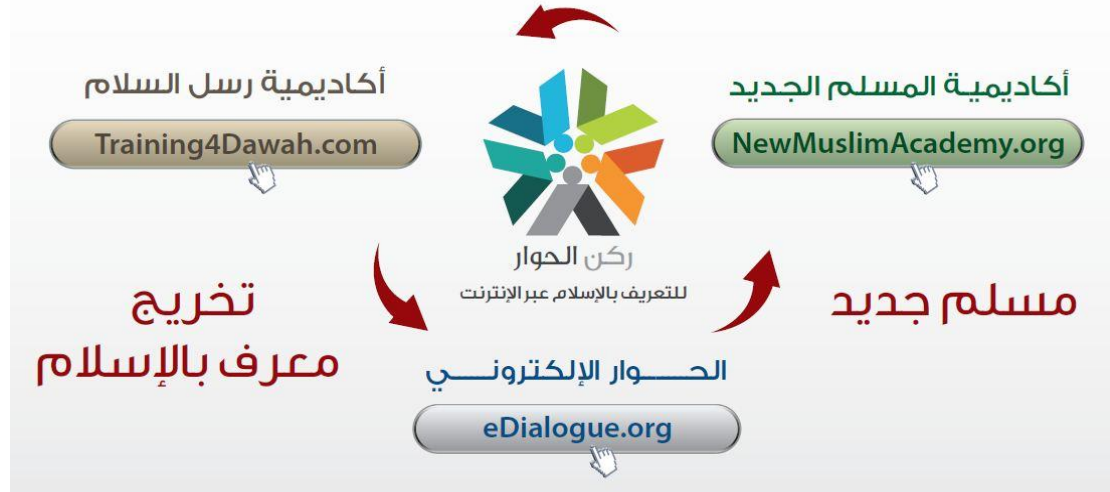 أكاديمية المسلم الجديد
NewMuslimAcademy.org
أكاديمية رسل السلام
Training4Dawah.com
ركن الحوار
للتعريف بالإسلام عبر الإنترنت
مسلم جديد
تخريج
معرف بالإسلام
الحـــوار الإلكترونـــي
eDialogue.org